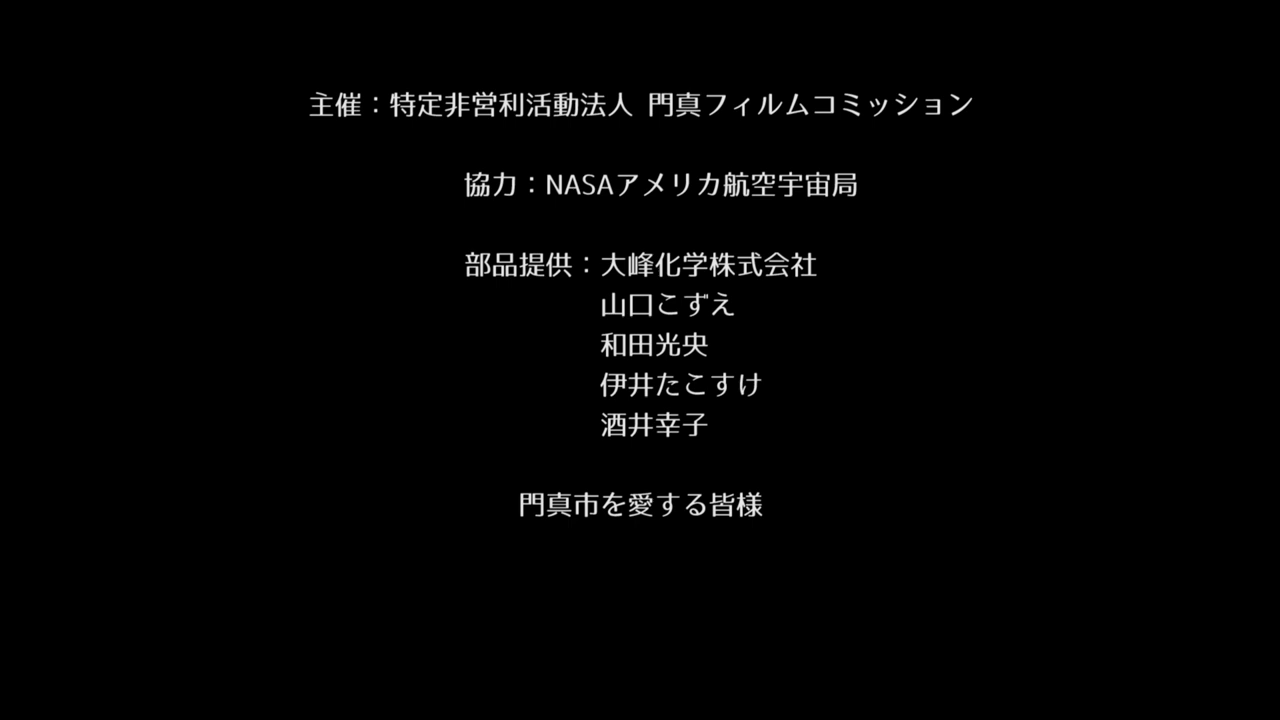 主催：特定非営利活動法人 門真フィルムコミッション
協力：NASAアメリカ航空宇宙局
部品提供：大峰化学株式会社
山口こずえ
和田光央
伊井たこすけ
酒井幸子
門真市を愛する皆様